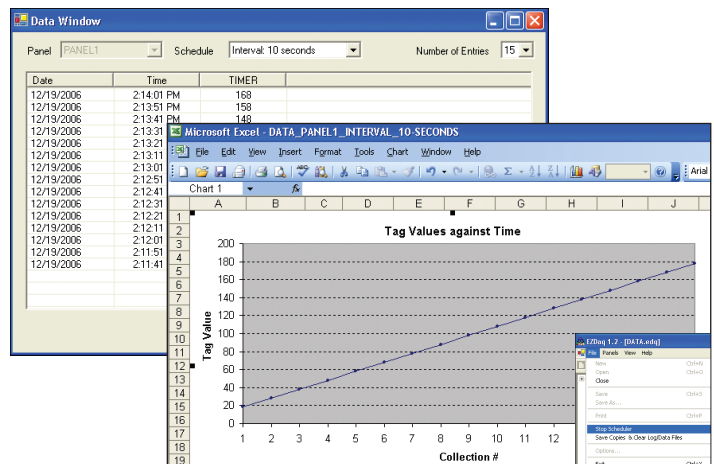 Data Window
Panel PANEL1 Schedule Interval: 10 seconds Number of Entries 15
Date Time TIMER
12/19/2006 2:14:01 PM 168
12/19/2006 2:13:51 PM 158
12/19/2006 2:13:41 PM 148
12/19/2006 2:13:31
12/19/2006 2:13:21
12/19/2006 2:13:11
12/19/2006 2:13:01
12/19/2006 2:12:51
12/19/2006 2:12:41
12/19/2006 2:12:31
12/19/2006 2:12:21
12/19/2006 2:12:11
12/19/2006 2:12:01
12/19/2006 2:11:51
12/19/2006 2:11:41
Microsoft Excel - DATA_PANEL1_INTERVAL_10-SECONDS
File Edit View Insert Format Tools Chart Window Help
Arial
Chart 1 fx
A B C D E F G H I J
1
2
3
4
5
6
7
8
9
10
11
12
13
14
15
16
17
18
19
Tag Values against Time
Tag Value
200
180
160
140
120
100
80
60
40
20
0
1 2 3 4 5 6 7 8 9 10 11 12
Collection #
EZDaq 1.2 - [DATA.edq]
File Panels View Help
New Ctrl+N
Open Ctrl+O
Close
Save Ctrl+S
Save As...
Print Ctrl+P
Stop Scheduler
Save Copies & Clear Log/Data Files
Options...
Exit Ctrl+X